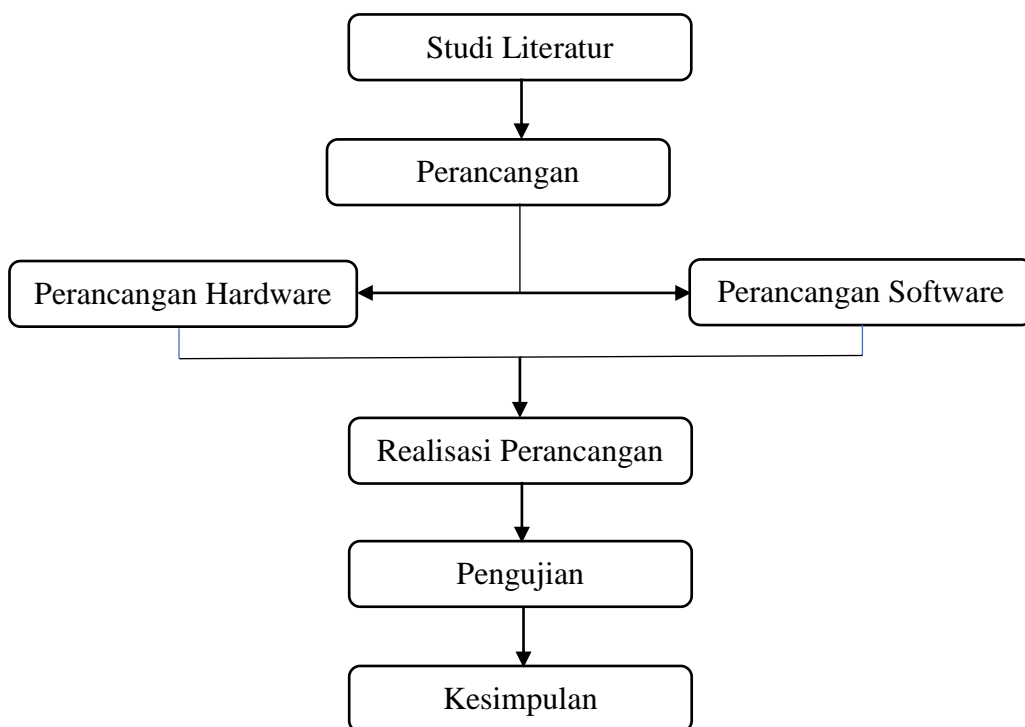 Studi Literatur
Perancangan
Perancangan Hardware
Perancangan Software
Realisasi Perancangan
Pengujian
Kesimpulan